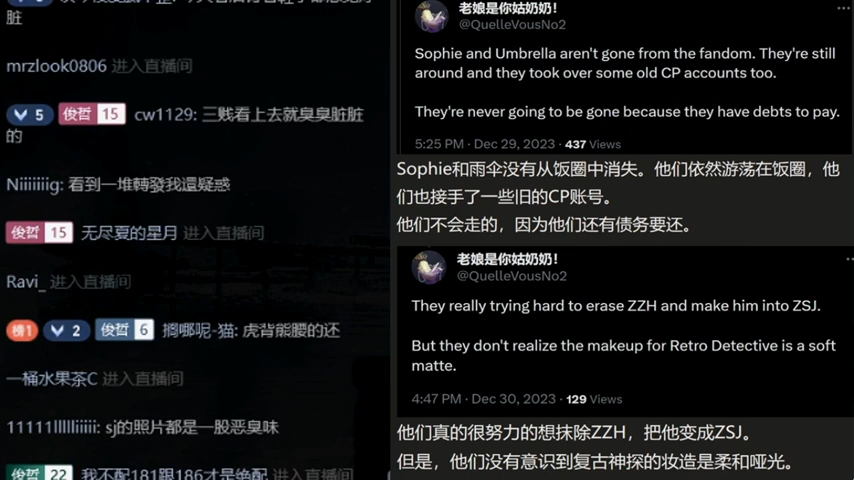 脏
mrzlook0806 进入直播间
5 俊哲 15 cw1129: 三贱看上去就臭臭脏脏
的
Niiiiiiig: 看到一堆轉發我還疑惑
俊哲 15 无尽夏的星月 进入直播间
Ravi_ 进入直播间
榜1 2 俊哲 6 搁哪呢-猫: 虎背能腰的还
一桶水果茶C 进入直播间
sj的照片都是一股恶臭味
俊哲 22 我不配181跟186才是绝配 进入直播间
老娘是你姑奶奶!
@QuelleVousNo2
Sophie and Umbrella aren't gone from the fandom. They're still
around and they took over some old CP accounts too.
They're never going to be gone because they have debts to pay.
5:25 PM · Dec 29, 2023 · 437 Views
Sophie和雨伞没有从饭圈中消失。他们依然游荡在饭圈，他
们也接手了一些旧的CP账号。
他们不会走的，因为他们还有债务要还。
老娘是你姑奶奶!
@QuelleVousNo2
They really trying hard to erase ZZH and make him into ZSJ.
But they don't realize the makeup for Retro Detective is a soft
matte.
4:47 PM · Dec 30, 2023 · 129 Views
他们真的很努力的想抹除ZZH，把他变成ZSJ。
但是，他们没有意识到复古神探的妆造是柔和哑光。